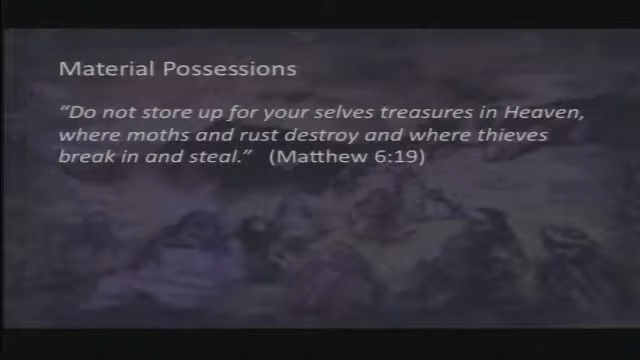 Material Possessions
“Do not store up for your selves treasures in Heaven,
where moths and rust destroy and where thieves
break in and steal.” (Matthew 6:19)